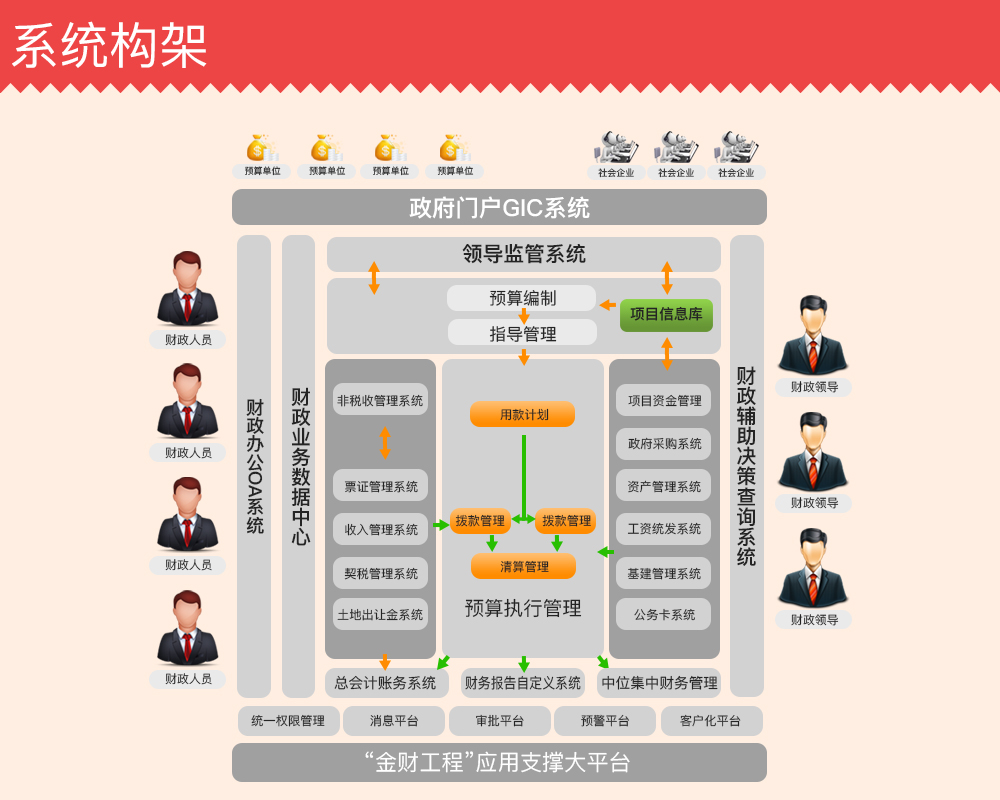 系统构架
预算单位
预算单位
预算单位
预算单位
社会企业
社会企业
社会企业
政府门户GIC系统
财政人员
财政人员
财政人员
财政人员
财政办公OA系统
财政业务数据中心
领导监管系统
预算编制
指导管理
项目信息库
非税收管理系统
票证管理系统
收入管理系统
契税管理系统
土地出让金系统
用款计划
拨款管理
拨款管理
清算管理
预算执行管理
项目资金管理
政府采购系统
资产管理系统
工资统发系统
基建管理系统
公务卡系统
财政辅助决策查询系统
财政领导
财政领导
财政领导
总会计账务系统
财务报告自定义系统
中位集中财务管理
统一权限管理
消息平台
审批平台
预警平台
客户化平台
“金财工程”应用支撑大平台